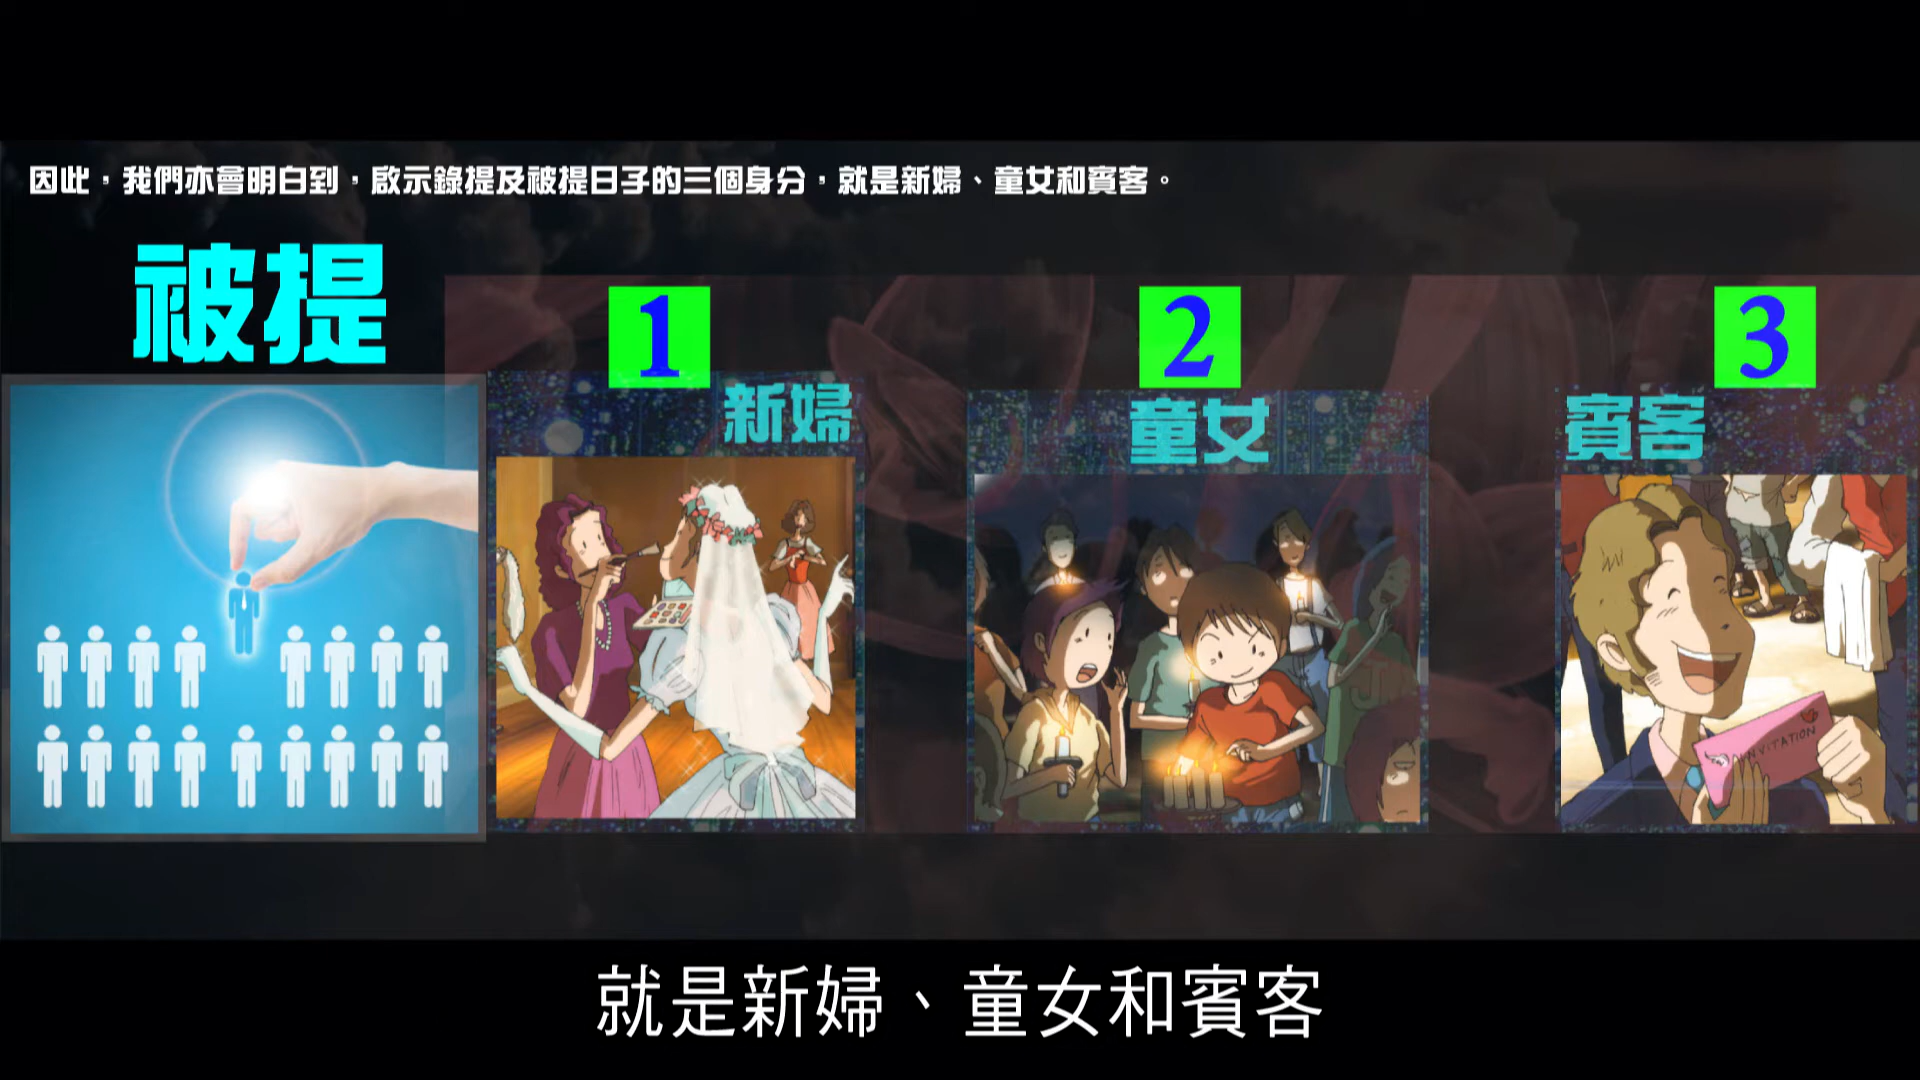 因此，我們亦會明白到，啟示錄提及被提日子的三個身分，就是新婦、童女和賓客。
被提
1
2
3
新婦
童女
賓客
INVITATION
就是新婦、童女和賓客